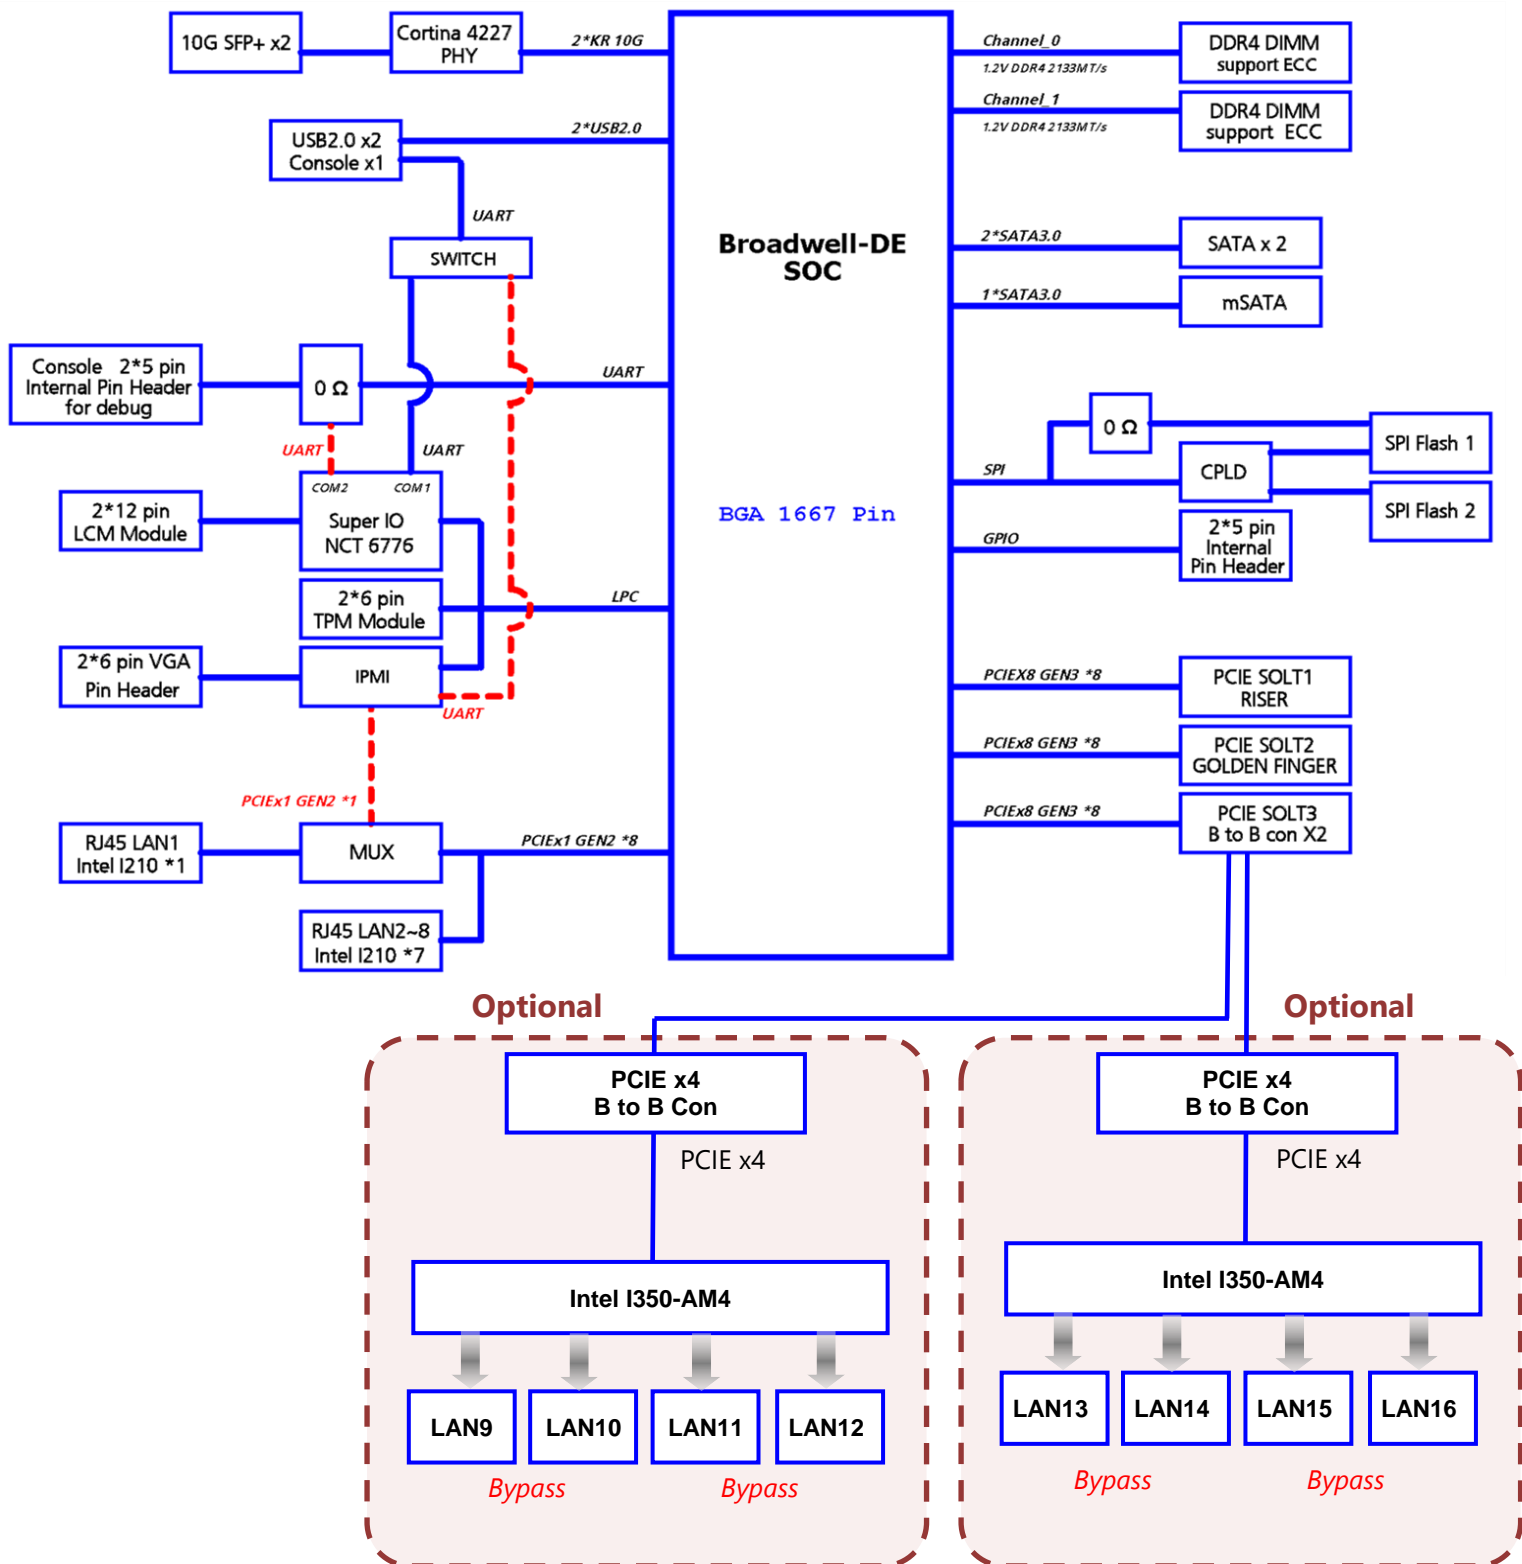 10G SFP+ x2
Cortina 4227
PHY
2*KR 10G
Channel_0
1.2V DDR4 2133MT/s
DDR4 DIMM
support ECC
Channel_1
1.2V DDR4 2133MT/s
DDR4 DIMM
support ECC
USB2.0 x2
Console x1
2*USB2.0
UART
SWITCH
Broadwell-DE
SOC
2*SATA3.0
SATA x 2
1*SATA3.0
mSATA
Console 2*5 pin
Internal Pin Header
for debug
0 Ω
UART
UART
UART
0 Ω
SPI Flash 1
SPI
CPLD
SPI Flash 2
COM2
COM1
Super IO
NCT 6776
2*12 pin
LCM Module
BGA 1667 Pin
GPIO
2*5 pin
Internal
Pin Header
2*6 pin
TPM Module
LPC
2*6 pin VGA
Pin Header
IPMI
UART
PCIEX8 GEN3 *8
PCIE SOLT1
RISER
PCIEx8 GEN3 *8
PCIE SOLT2
GOLDEN FINGER
PCIEx8 GEN3 *8
PCIE SOLT3
B to B con X2
PCIEx1 GEN2 *1
RJ45 LAN1
Intel I210 *1
MUX
PCIEx1 GEN2 *8
RJ45 LAN2~8
Intel I210 *7
Optional
Optional
PCIE x4
B to B Con
PCIE x4
Intel I350-AM4
LAN9
LAN10
LAN11
LAN12
Bypass
Bypass
PCIE x4
B to B Con
PCIE x4
Intel I350-AM4
LAN13
LAN14
LAN15
LAN16
Bypass
Bypass